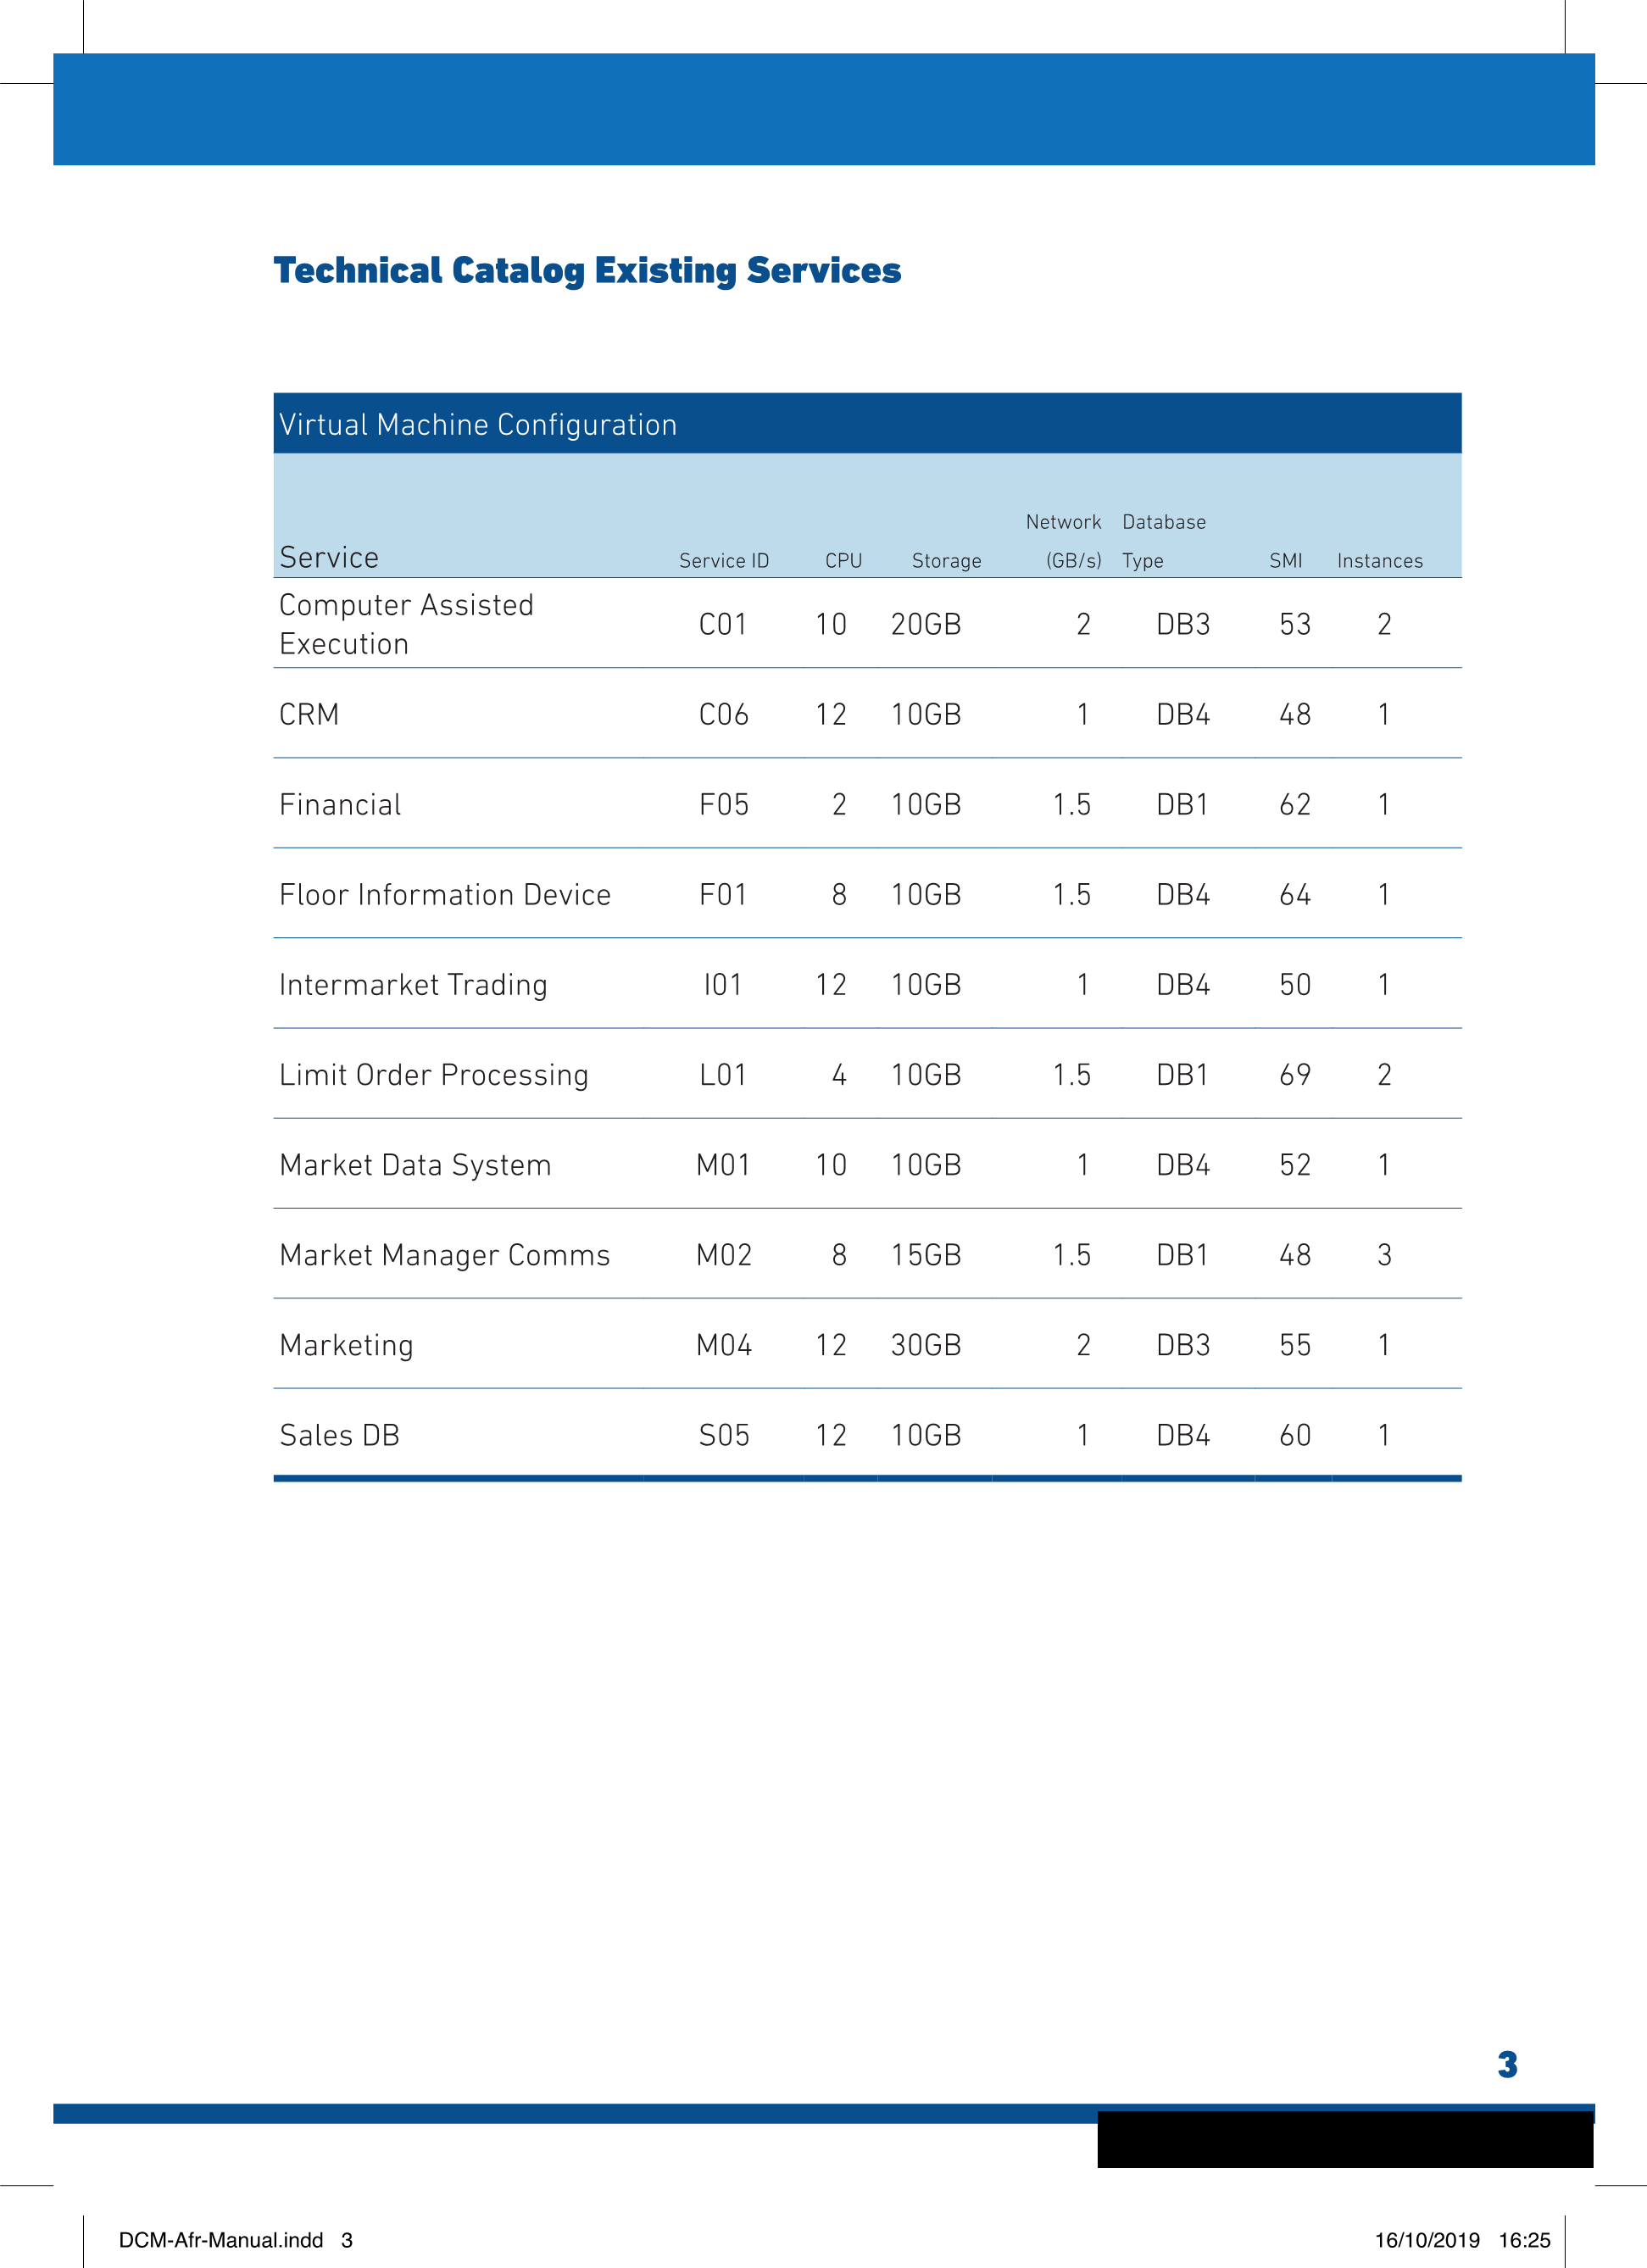 Technical Catalog Existing Services
Virtual Machine Configuration
Service Service ID CPU Storage Network (GB/s) Database Type SMI Instances
Computer Assisted
Execution C01 10 20GB 2 DB3 53 2
CRM C06 12 10GB 1 DB4 48 1
Financial F05 2 10GB 1.5 DB1 62 1
Floor Information Device F01 8 10GB 1.5 DB4 64 1
Intermarket Trading I01 12 10GB 1 DB4 50 1
Limit Order Processing L01 4 10GB 1.5 DB1 69 2
Market Data System M01 10 10GB 1 DB4 52 1
Market Manager Comms M02 8 15GB 1.5 DB1 48 3
Marketing M04 12 30GB 2 DB3 55 1
Sales DB S05 12 10GB 1 DB4 60 1
3
DCM-Afr-Manual.indd 3 16/10/2019 16:25